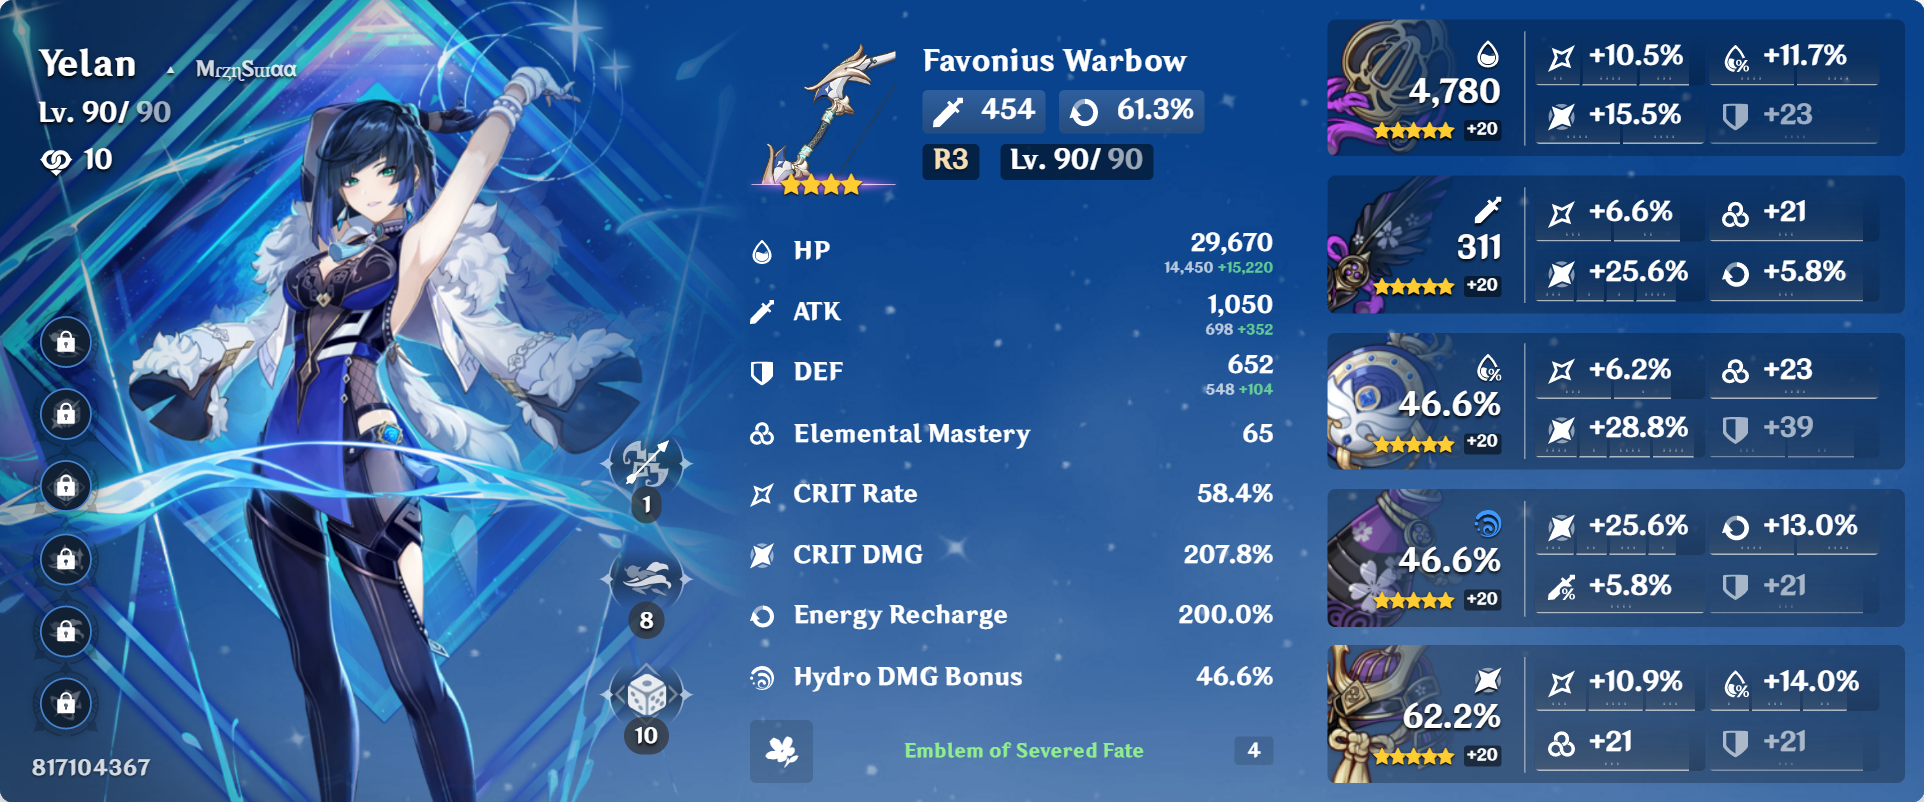 Yelan ▲ MɾzɳSɯαα
Lv. 90/ 90
10
1
8
10
817104367
Favonius Warbow
454 61.3%
R3 Lv. 90/ 90
HP 29,670
14,450 +15,220
ATK 1,050
698 +352
DEF 652
548 +104
Elemental Mastery 65
CRIT Rate 58.4%
CRIT DMG 207.8%
Energy Recharge 200.0%
Hydro DMG Bonus 46.6%
Emblem of Severed Fate 4
4,780
+20
+10.5% +11.7%
+15.5% +23
311
+20
+6.6% +21
+25.6% +5.8%
%
46.6%
+20
+6.2% +23
+28.8% +39
46.6%
+20
+25.6% +13.0%
+5.8% +21
62.2%
+20
+10.9% +14.0%
+21 +21